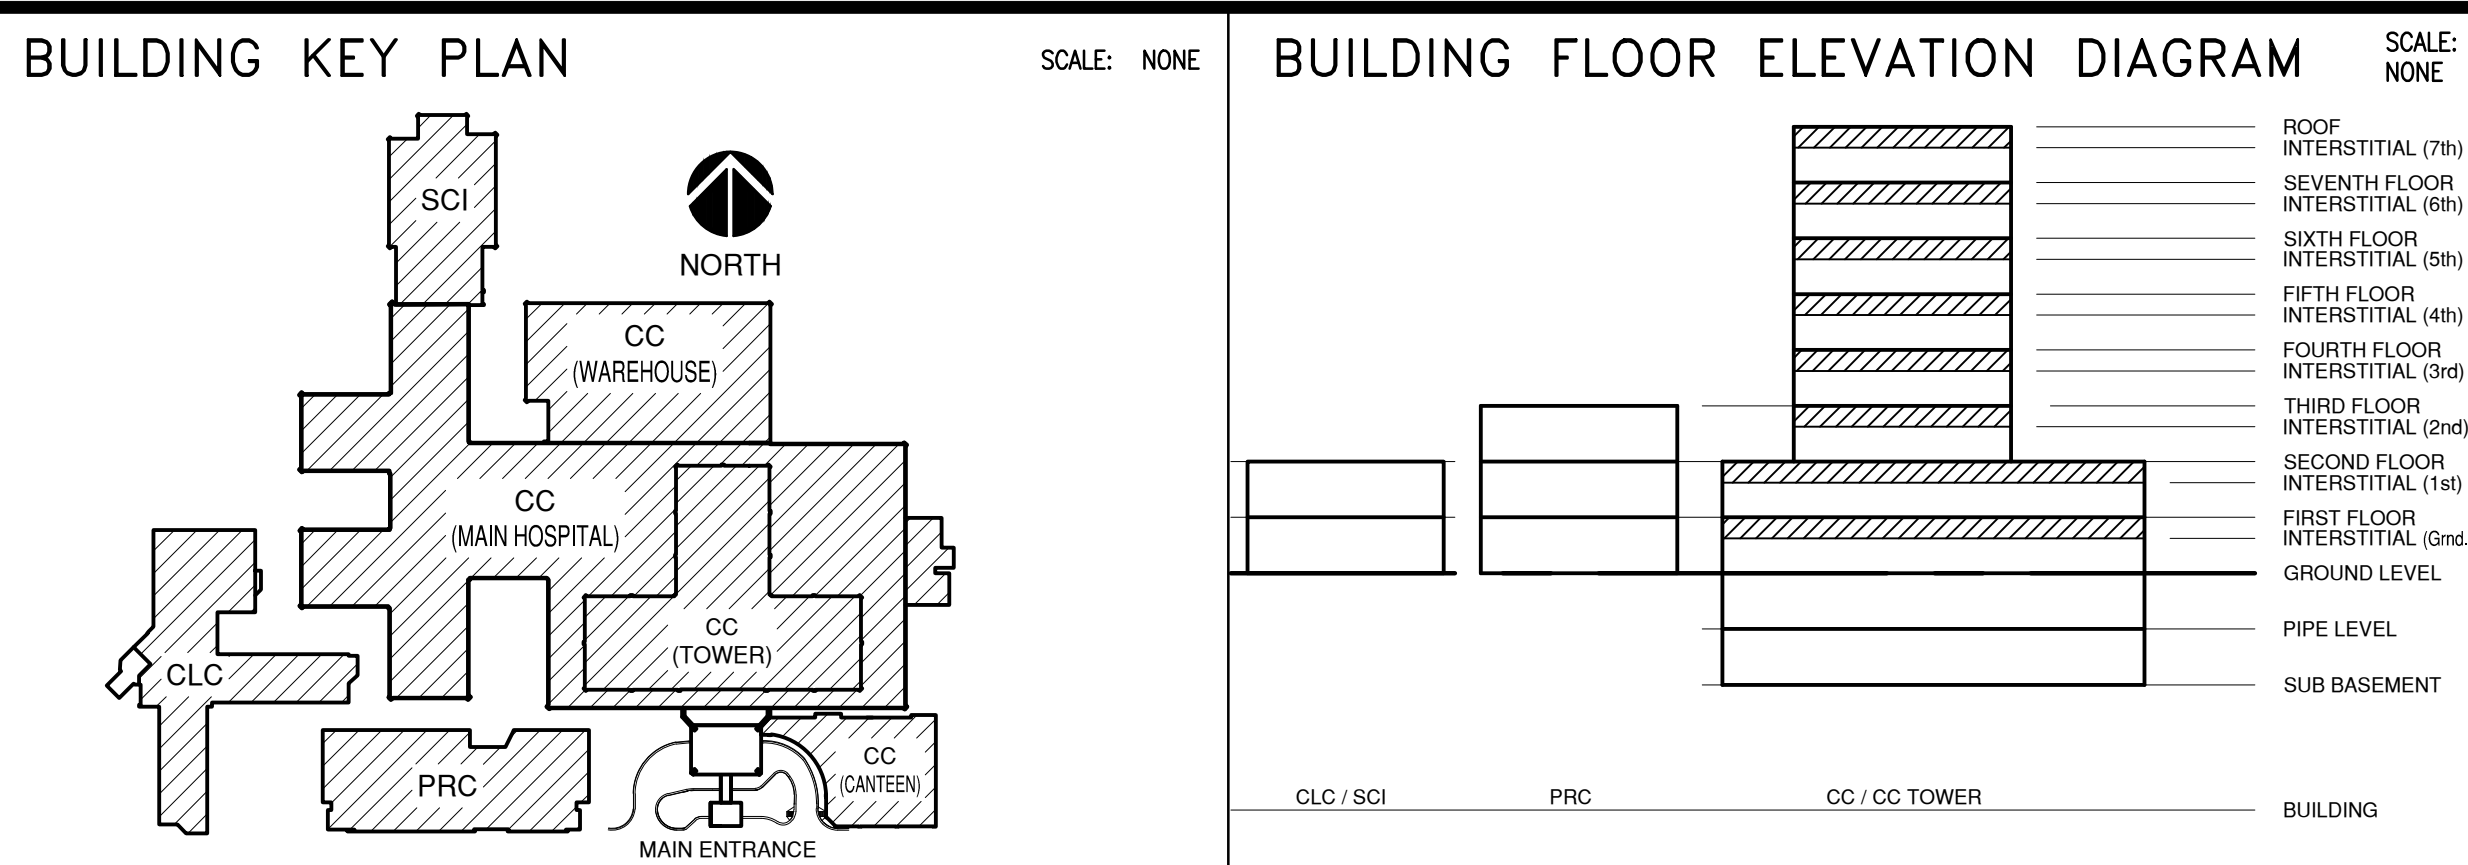 BUILDING KEY PLAN
SCALE: NONE
SCI
NORTH
CC
(WAREHOUSE)
CC
(MAIN HOSPITAL)
CC
(TOWER)
CLC
PRC
CC
(CANTEEN)
MAIN ENTRANCE
BUILDING FLOOR ELEVATION DIAGRAM
SCALE:
NONE
ROOF
INTERSTITIAL (7th)
SEVENTH FLOOR
INTERSTITIAL (6th)
SIXTH FLOOR
INTERSTITIAL (5th)
FIFTH FLOOR
INTERSTITIAL (4th)
FOURTH FLOOR
INTERSTITIAL (3rd)
THIRD FLOOR
INTERSTITIAL (2nd)
SECOND FLOOR
INTERSTITIAL (1st)
FIRST FLOOR
INTERSTITIAL (Grnd.
GROUND LEVEL
PIPE LEVEL
SUB BASEMENT
CLC / SCI PRC CC / CC TOWER
BUILDING